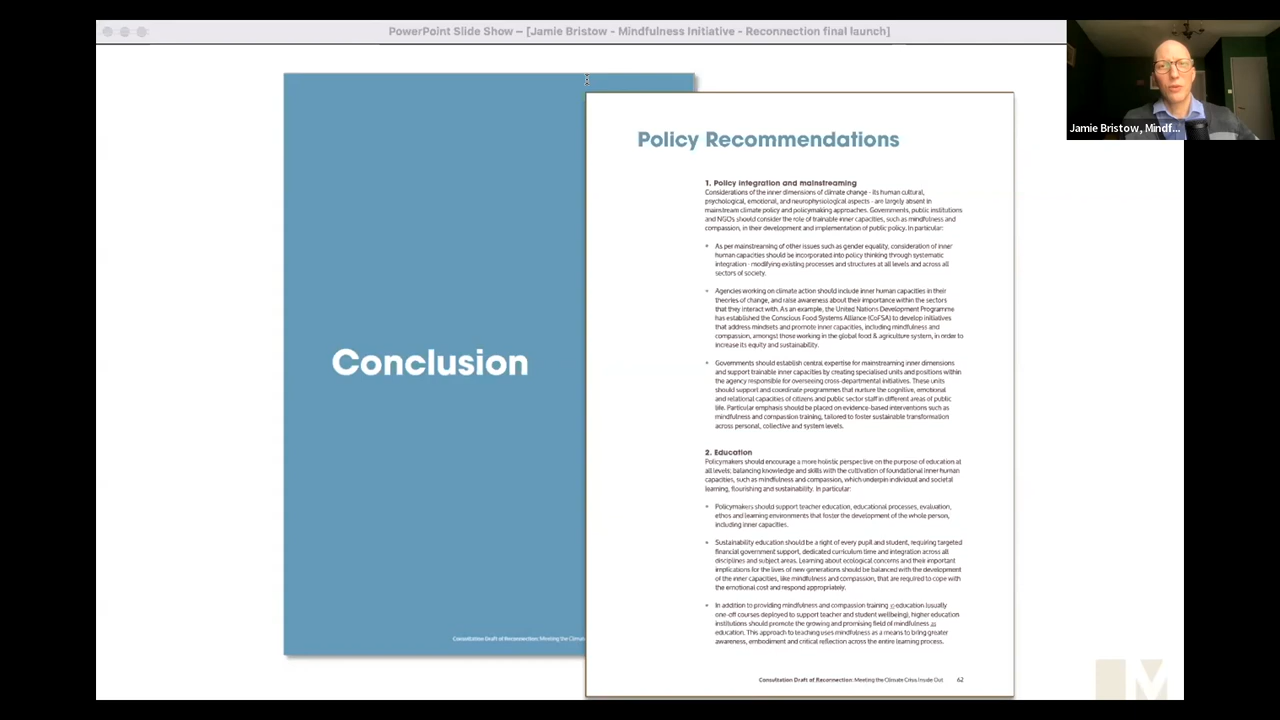 PowerPoint Slide Show – [Jamie Bristow - Mindfulness Initiative - Reconnection final launch]
Jamie Bristow, Mindf...
Conclusion
Consultation Draft of Reconnection: Meeting the Climate
Policy Recommendations
1. Policy integration and mainstreaming
Considerations of the inner dimensions of climate change - its human cultural,
psychological, emotional, and neurophysiological aspects - are largely absent in
mainstream climate policy and policymaking approaches. Governments, public institutions
and NGOs should consider the role of trainable inner capacities, such as mindfulness and
compassion, in their development and implementation of public policy. In particular:
• As per mainstreaming of other issues such as gender equality, consideration of inner
human capacities should be incorporated into policy thinking through systematic
integration - modifying existing processes and structures at all levels and across all
sectors of society.
• Agencies working on climate action should include inner human capacities in their
theories of change, and raise awareness about their importance within the sectors
that they interact with. As an example, the United Nations Development Programme
has established the Conscious Food Systems Alliance (CoFSA) to develop initiatives
that address mindsets and promote inner capacities, including mindfulness and
compassion, amongst those working in the global food & agriculture system, in order to
increase its equity and sustainability.
• Governments should establish central expertise for mainstreaming inner dimensions
and support trainable inner capacities by creating specialised units and positions within
the agency responsible for overseeing cross-departmental initiatives. These units
should support and coordinate programmes that nurture the cognitive, emotional
and relational capacities of citizens and public sector staff in different areas of public
life. Particular emphasis should be placed on evidence-based interventions such as
mindfulness and compassion training, tailored to foster sustainable transformation
across personal, collective and system levels.
2. Education
Policymakers should encourage a more holistic perspective on the purpose of education at
all levels; balancing knowledge and skills with the cultivation of foundational inner human
capacities, such as mindfulness and compassion, which underpin individual and societal
learning, flourishing and sustainability. In particular:
• Policymakers should support teacher education, educational processes, evaluation,
ethos and learning environments that foster the development of the whole person,
including inner capacities.
• Sustainability education should be a right of every pupil and student, requiring targeted
financial government support, dedicated curriculum time and integration across all
disciplines and subject areas. Learning about ecological concerns and their important
implications for the lives of new generations should be balanced with the development
of the inner capacities, like mindfulness and compassion, that are required to cope with
the emotional cost and respond appropriately.
• In addition to providing mindfulness and compassion training in education (usually
one-off courses deployed to support teacher and student wellbeing), higher education
institutions should promote the growing and promising field of mindfulness as
education. This approach to teaching uses mindfulness as a means to bring greater
awareness, embodiment and critical reflection across the entire learning process.
Consultation Draft of Reconnection: Meeting the Climate Crisis Inside Out 62
M